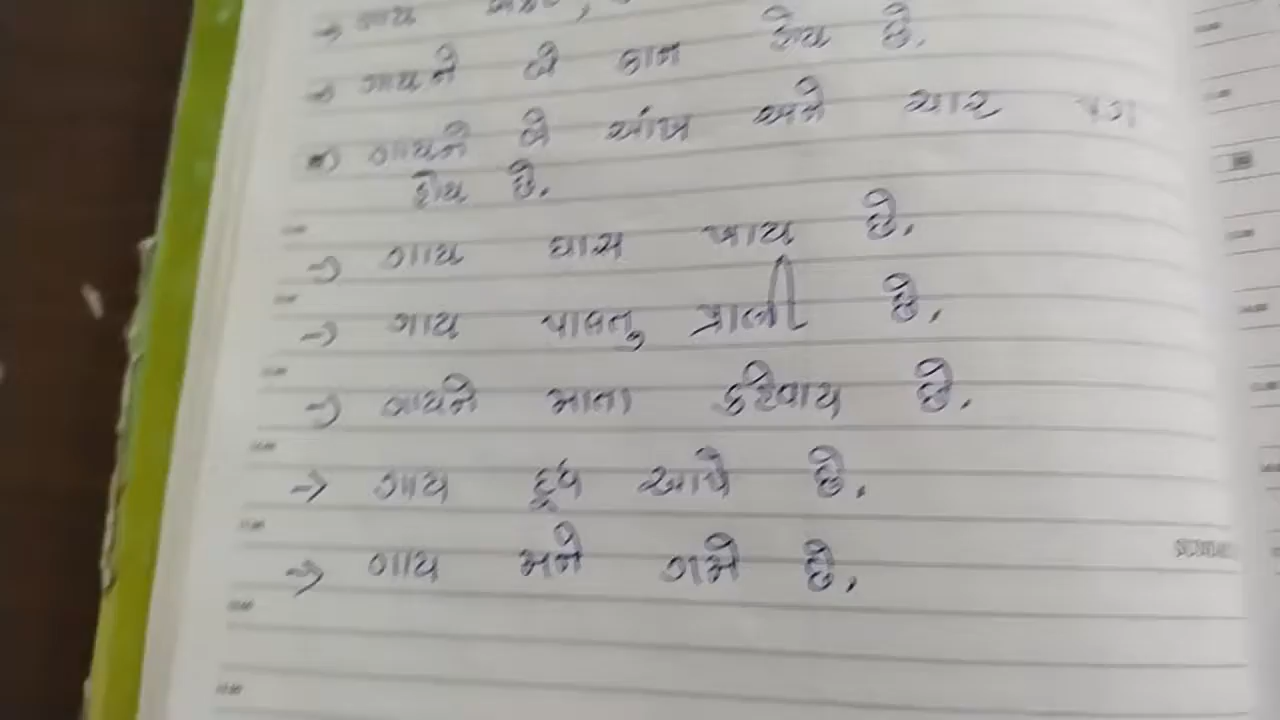 → ગાય
→ ગાયને બે કાન હોય છે.
→ ગાયને બે આંખ અને ચાર પગ
હોય છે.
→ ગાય ઘાસ ખાય છે.
→ ગાય પાલતુ પ્રાણી છે.
→ ગાયને માતા કહેવાય છે.
→ ગાય દૂધ આપે છે.
→ ગાય મને ગમે છે.